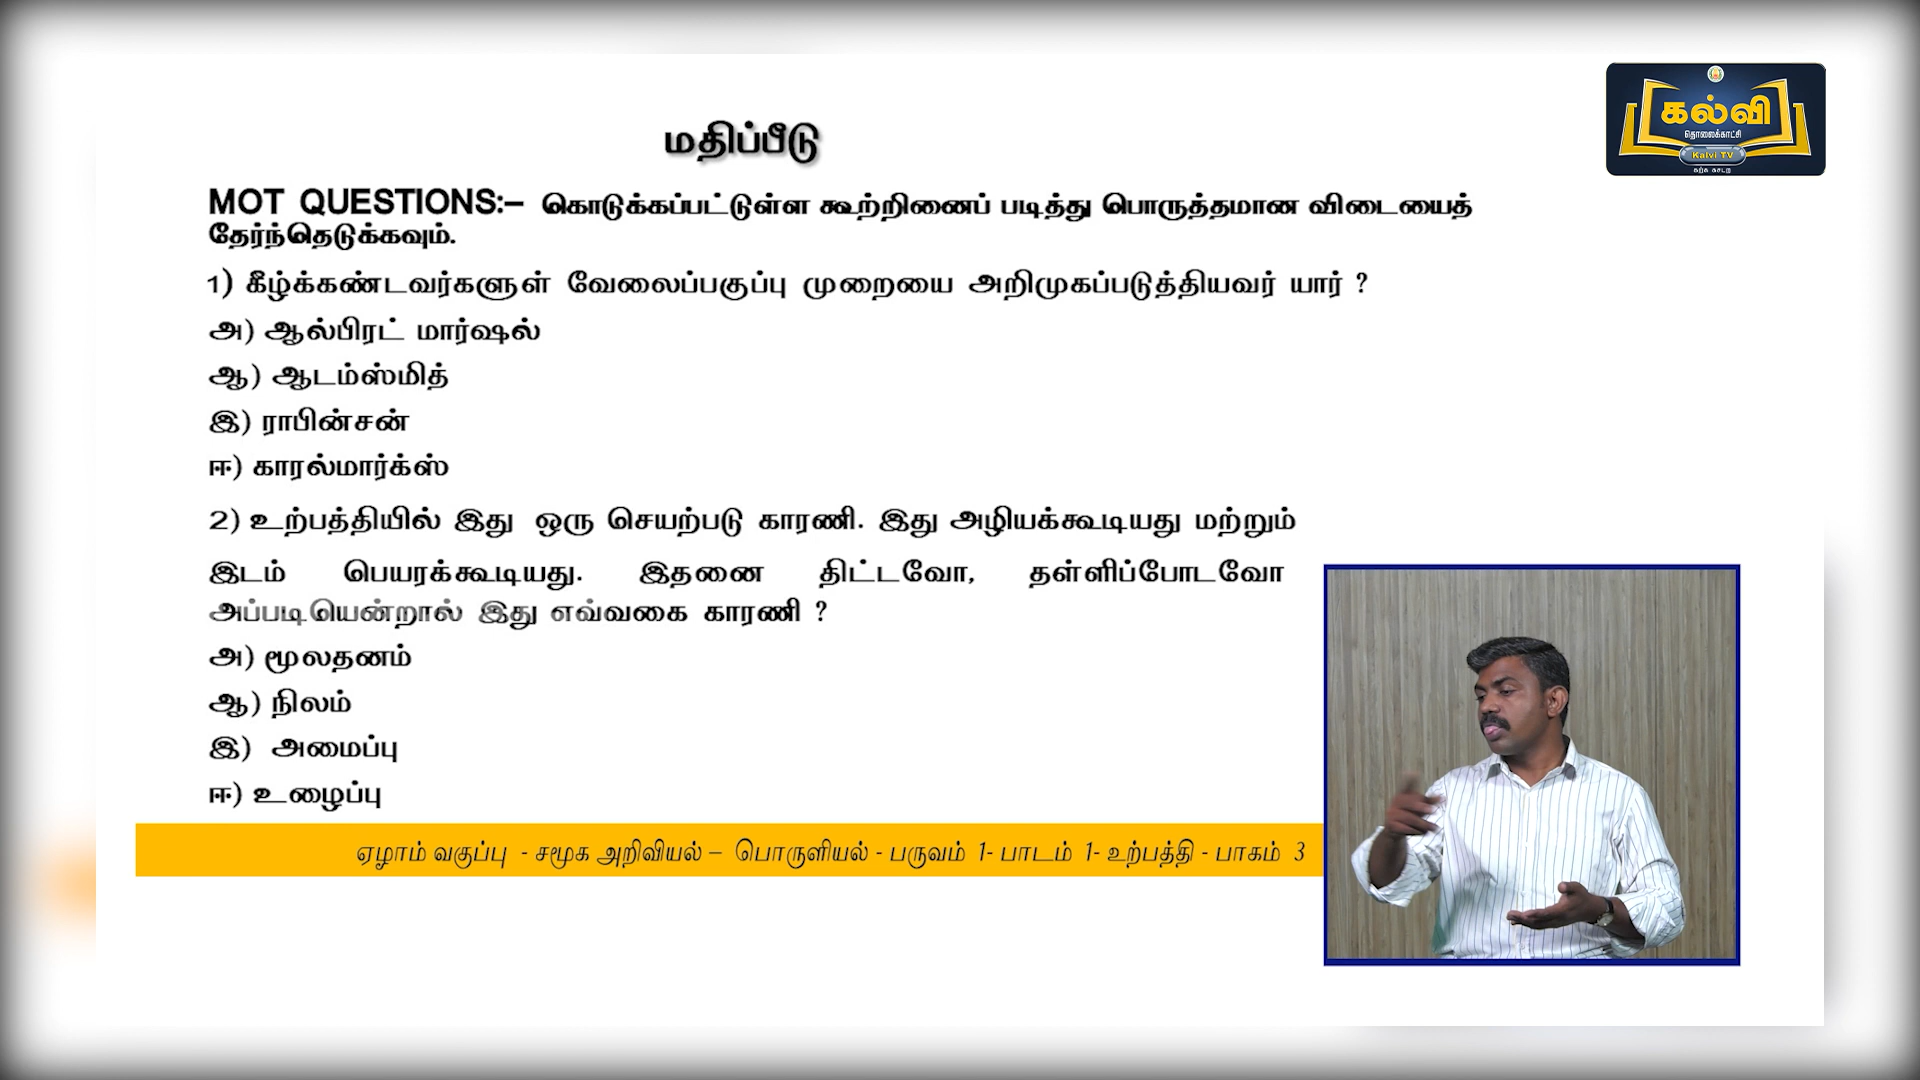 கல்வி
தொலைக்காட்சி
Kalvi TV
கற்க கசடற
மதிப்பீடு
MOT QUESTIONS:– கொடுக்கப்பட்டுள்ள கூற்றினைப் படித்து பொருத்தமான விடையைத்
தேர்ந்தெடுக்கவும்.
1) கீழ்க்கண்டவர்களுள் வேலைப்பகுப்பு முறையை அறிமுகப்படுத்தியவர் யார் ?
அ) ஆல்பிரட் மார்ஷல்
ஆ) ஆடம்ஸ்மித்
இ) ராபின்சன்
ஈ) காரல்மார்க்ஸ்
2) உற்பத்தியில் இது ஒரு செயற்படு காரணி. இது அழியக்கூடியது மற்றும்
இடம் பெயரக்கூடியது. இதனை திட்டவோ, தள்ளிப்போடவோ
அப்படியென்றால் இது எவ்வகை காரணி ?
அ) மூலதனம்
ஆ) நிலம்
இ) அமைப்பு
ஈ) உழைப்பு
ஏழாம் வகுப்பு - சமூக அறிவியல் – பொருளியல் - பருவம் 1- பாடம் 1- உற்பத்தி - பாகம் 3